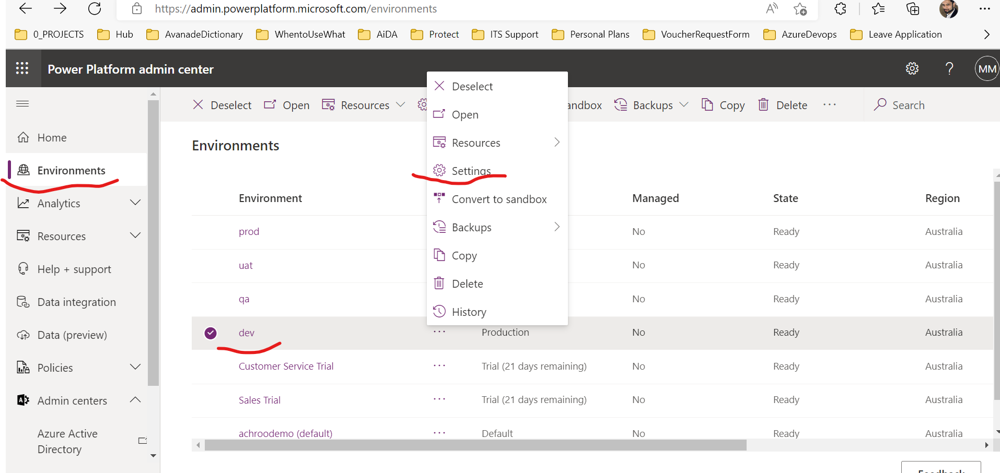 https://admin.powerplatform.microsoft.com/environments
0_PROJECTS Hub AvanadeDictionary WhentoUseWhat AiDA Protect ITS Support Personal Plans VoucherRequestForm AzureDevops Leave Application
Power Platform admin center
? MM
Deselect Open Resources andbox Backups Copy Delete ... Search
Deselect
Open
Resources
Settings
Convert to sandbox
Backups
Copy
Delete
History
Home
Environments
Analytics
Resources
Help + support
Data integration
Data (preview)
Policies
Admin centers
Azure Active
Directory
Environments
Environment Managed State Region
prod No Ready Australia
uat No Ready Australia
qa No Ready Australia
dev ... Production No Ready Australia
Customer Service Trial ... Trial (21 days remaining) No Ready Australia
Sales Trial ... Trial (21 days remaining) No Ready Australia
achroodemo (default) ... Default No Ready Australia
Feedback